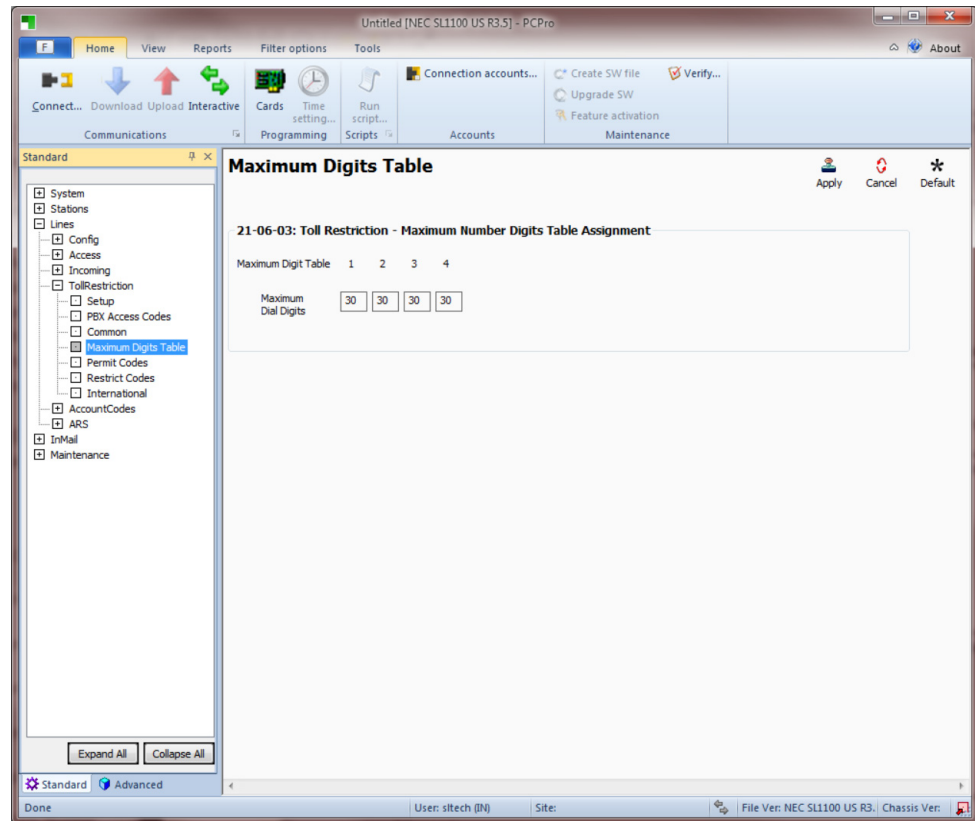 Untitled [NEC SL1100 US R3.5] - PCPro
F Home View Reports Filter options Tools About
Connect... Download Upload Interactive
Communications
Cards Time setting...
Programming
Run script...
Scripts
Connection accounts...
Accounts
Create SW file Verify...
Upgrade SW
Feature activation
Maintenance
Standard
System
Stations
Lines
Config
Access
Incoming
TollRestriction
Setup
PBX Access Codes
Common
Maximum Digits Table
Permit Codes
Restrict Codes
International
AccountCodes
ARS
InMail
Maintenance
Expand All Collapse All
Standard Advanced
Maximum Digits Table
Apply Cancel Default
21-06-03: Toll Restriction - Maximum Number Digits Table Assignment
Maximum Digit Table 1 2 3 4
Maximum
Dial Digits
30 30 30 30
Done User: sltech (IN) Site: File Ver: NEC SL1100 US R3. Chassis Ver: